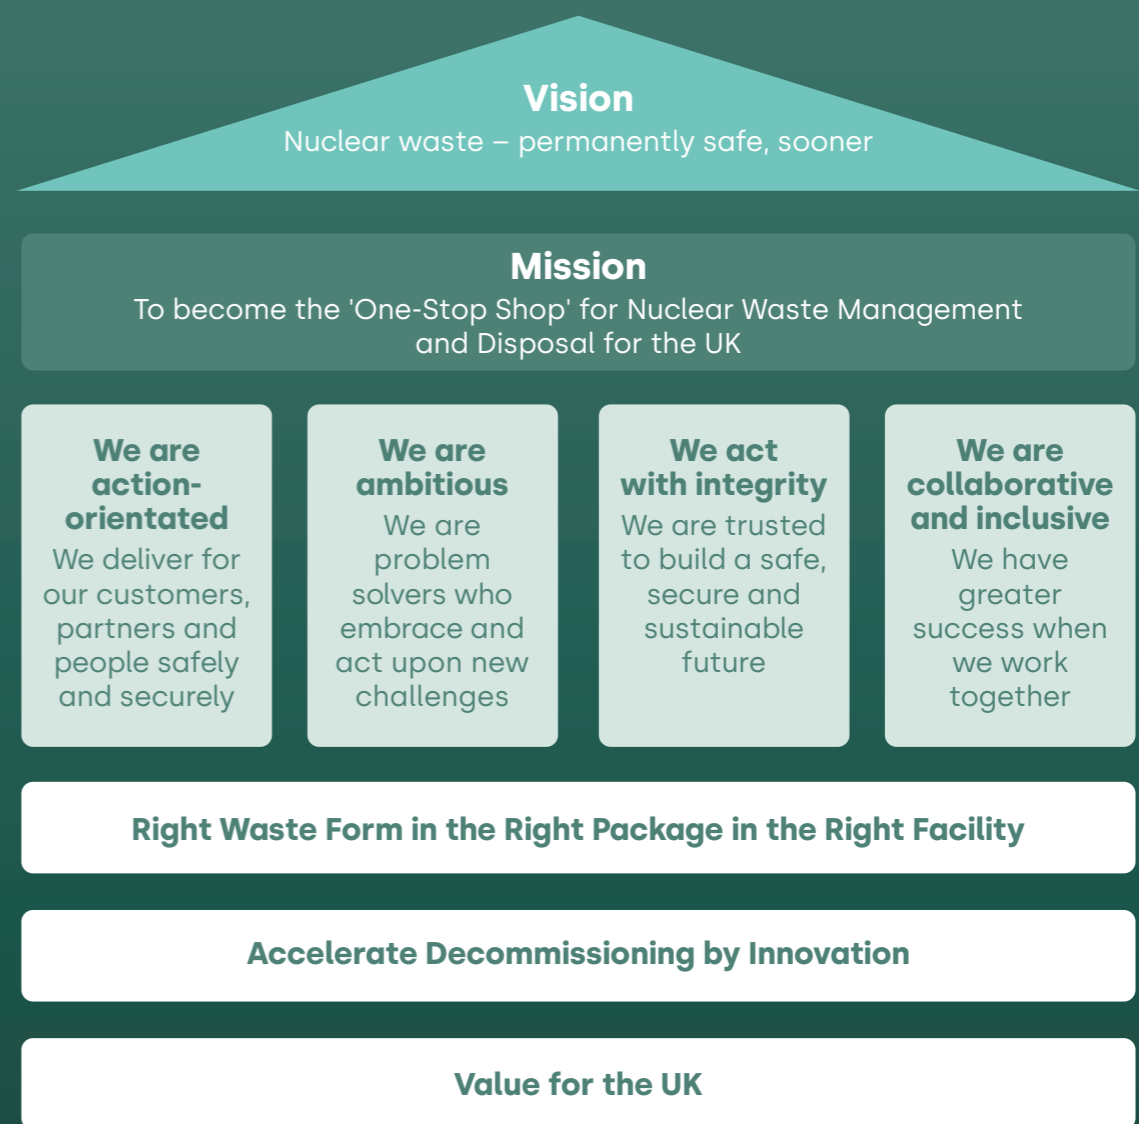 Vision
Nuclear waste – permanently safe, sooner
Mission
To become the 'One-Stop Shop' for Nuclear Waste Management
and Disposal for the UK
We are
action-
orientated
We deliver for
our customers,
partners and
people safely
and securely
We are
ambitious
We are
problem
solvers who
embrace and
act upon new
challenges
We act
with integrity
We are trusted
to build a safe,
secure and
sustainable
future
We are
collaborative
and inclusive
We have
greater
success when
we work
together
Right Waste Form in the Right Package in the Right Facility
Accelerate Decommissioning by Innovation
Value for the UK